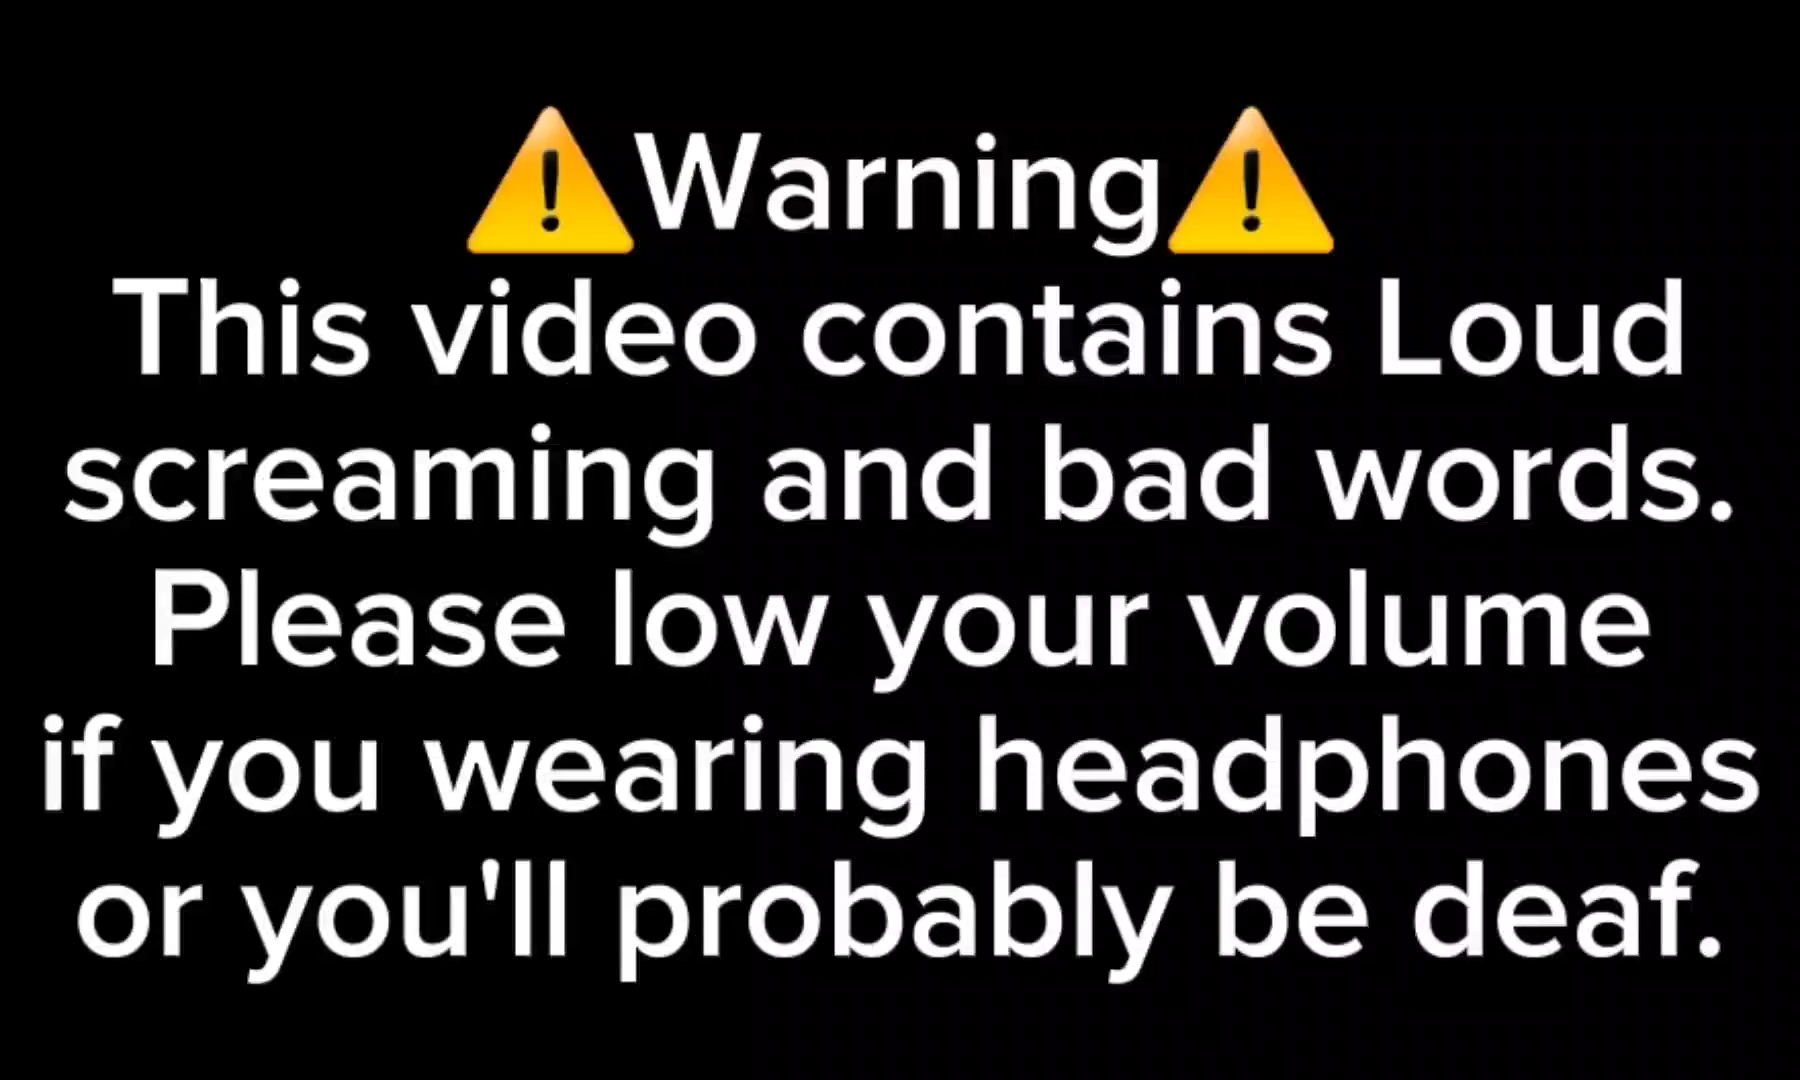 ⚠️Warning⚠️
This video contains Loud
screaming and bad words.
Please low your volume
if you wearing headphones
or you'll probably be deaf.